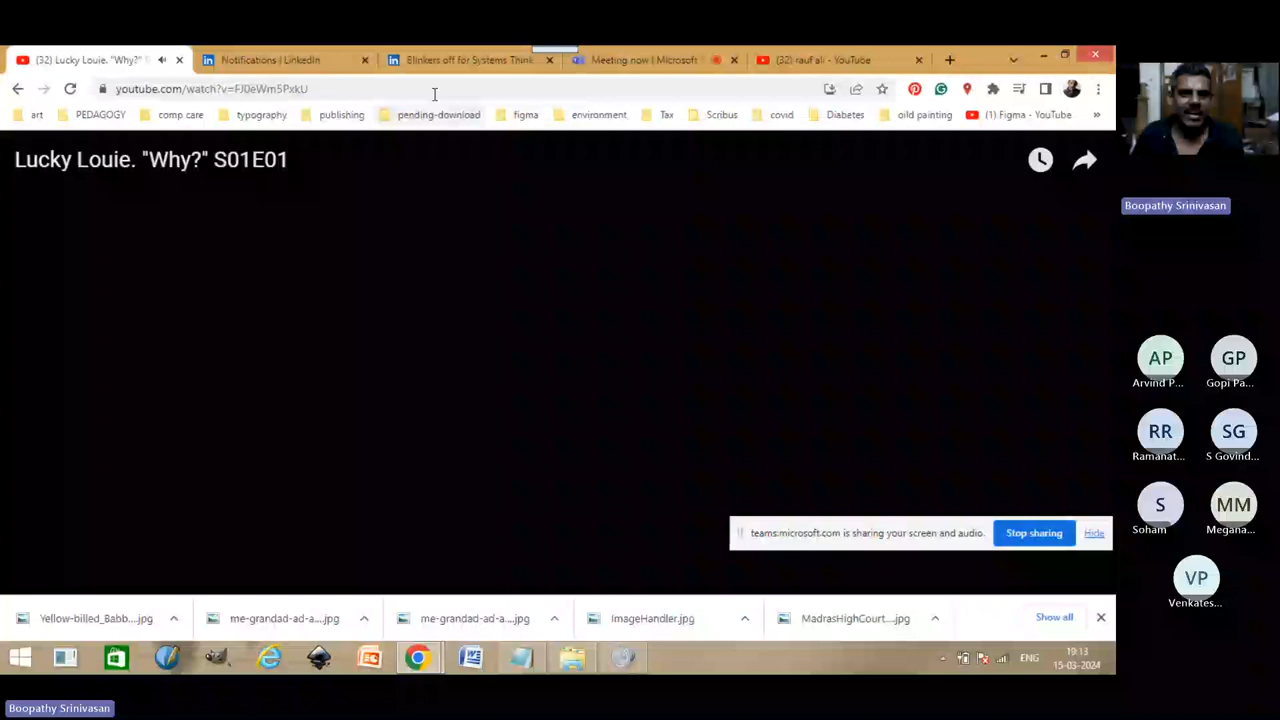 (32) Lucky Louie. "Why?" S
Notifications | LinkedIn
Blinkers off for Systems Think
Meeting now | Microsoft
(32) rauf ali - YouTube
youtube.com/watch?v=FJ0eWm5PxkU
art
PEDAGOGY
comp care
typography
publishing
pending-download
figma
environment,
Tax
Scribus
covid
Diabetes
oild painting
(1) Figma - YouTube
Lucky Louie. "Why?" S01E01
Boopathy Srinivasan
AP
Arvind P...
GP
Gopi Pa...
RR
Ramanat...
SG
S Govind...
S
Soham
MM
Megana...
VP
Venkates...
teams.microsoft.com is sharing your screen and audio.
Stop sharing
Hide
Yellow-billed_Babb....jpg
me-grandad-ad-a....jpg
me-grandad-ad-a....jpg
ImageHandler.jpg
MadrasHighCourt....jpg
Show all
ENG
19:13
15-03-2024
Boopathy Srinivasan